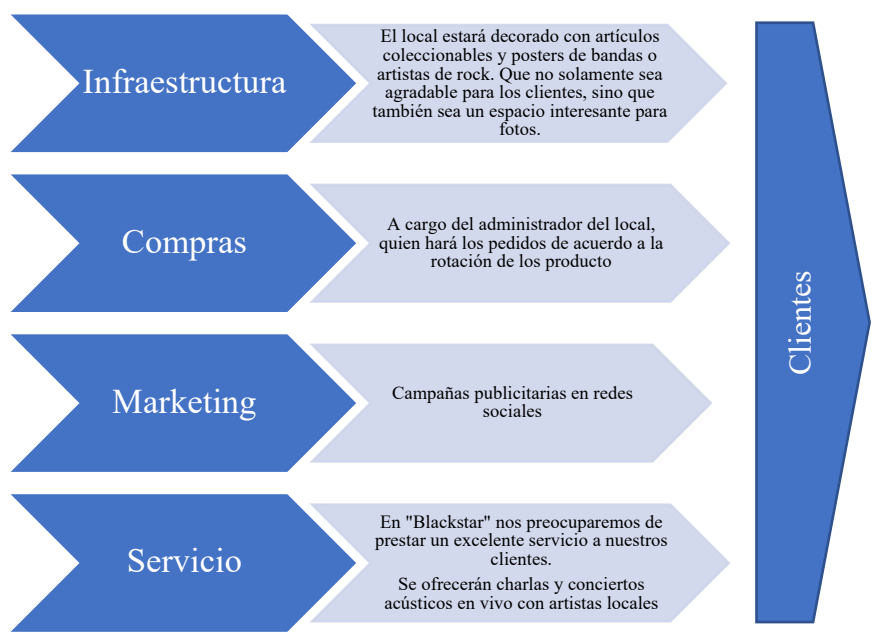 Infraestructura
El local estará decorado con artículos
coleccionables y posters de bandas o
artistas de rock. Que no solamente sea
agradable para los clientes, sino que
también sea un espacio interesante para
fotos.
Compras
A cargo del administrador del local,
quien hará los pedidos de acuerdo a la
rotación de los producto
Marketing
Campañas publicitarias en redes
sociales
Servicio
En "Blackstar" nos preocuparemos de
prestar un excelente servicio a nuestros
clientes.
Se ofrecerán charlas y conciertos
acústicos en vivo con artistas locales
Clientes